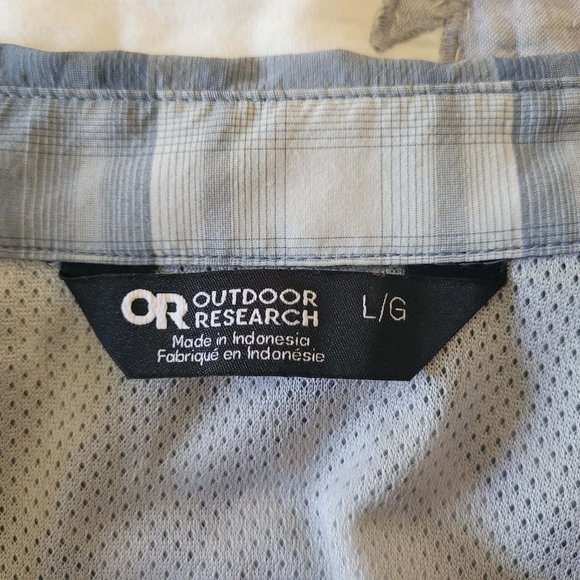 OR OUTDOOR RESEARCH L/G
Made in Indonesia
Fabriqué en Indonésie